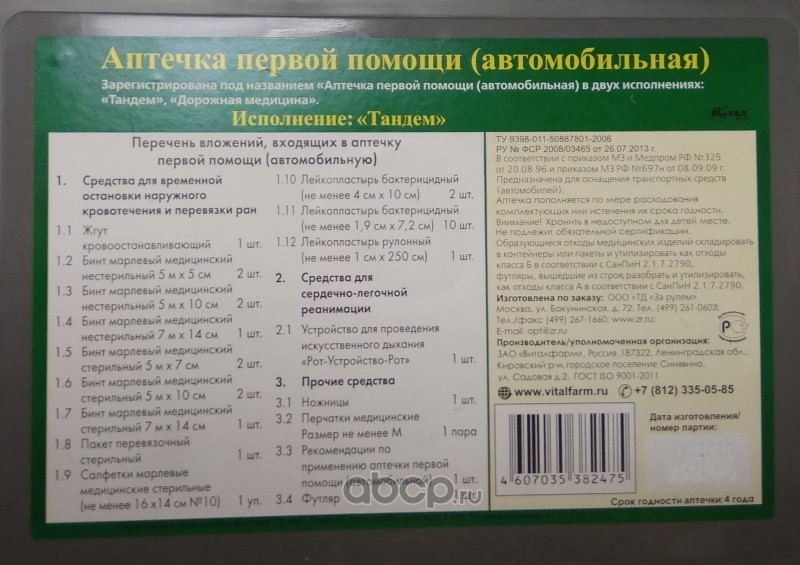 Аптечка первой помощи (автомобильная)
Зарегистрирована под названием «Аптечка первой помощи (автомобильная) в двух исполнениях:
«Тандем», «Дорожная медицина».
Витал
Исполнение: «Тандем»
Перечень вложений, входящих в аптечку
первой помощи (автомобильную)
1. Средства для временной
остановки наружного
кровотечения и перевязки ран
1.1 Жгут
кровоостанавливающий 1 шт.
1.2 Бинт марлевый медицинский
нестерильный 5 м х 5 см 2 шт.
1.3 Бинт марлевый медицинский
нестерильный 5 м х 10 см 2 шт.
1.4 Бинт марлевый медицинский
нестерильный 7 м х 14 см 1 шт.
1.5 Бинт марлевый медицинский
стерильный 5 м х 7 см 2 шт.
1.6 Бинт марлевый медицинский
стерильный 5 м х 10 см 2 шт.
1.7 Бинт марлевый медицинский
стерильный 7 м х 14 см 1 шт.
1.8 Пакет перевязочный
стерильный 1 шт.
1.9 Салфетки марлевые
медицинские стерильные
(не менее 16 х14 см №10) 1 уп.
1.10 Лейкопластырь бактерицидный
(не менее 4 см х 10 см) 2 шт.
1.11 Лейкопластырь бактерицидный
(не менее 1,9 см х 7,2 см) 10 шт.
1.12 Лейкопластырь рулонный
(не менее 1 см х 250 см) 1 шт.
2. Средства для
сердечно-легочной
реанимации
2.1 Устройство для проведения
искусственного дыхания
"Рот-Устройство-Рот" 1 шт.
3. Прочие средства
3.1 Ножницы 1 шт.
3.2 Перчатки медицинские
Размер не менее М 1 пара
3.3 Рекомендации по
применению аптечки первой
помощи (автомобильной) 1 шт.
3.4 Футляр 1 шт.
abcp.ru
ТУ 9398-011-50887801-2006
РУ № ФСР 2008/03465 от 26.07.2013 г.
В соответствии с приказом МЗ и Медпром РФ №325
от 20.08.96 и приказом МЗ РФ №697н от 08.09.09 г.
Предназначена для оснащения транспортных средств
(автомобилей).
Аптечка пополняется по мере расходования
комплектующих или истечения их срока годности.
Внимание! Хранить в недоступном для детей месте.
Не подлежит обязательной сертификации.
Образующиеся отходы медицинских изделий складировать
в контейнеры или пакеты и утилизировать как отходы
класса Б в соответствии с СанПиН 2.1.7.2790,
футляры, вышедшие из строя, разобрать и утилизировать,
как отходы класса А в соответствии с СанПиН 2.1.7.2790.
Изготовлено по заказу: ООО «ТД «За рулем»
Москва, ул. Бакунинская, д. 72. Тел. (499) 261-0603;
Тел./факс (499) 267-1660; www.zr.ru;
E-mail: opt@zr.ru
Производитель/уполномоченная организация:
ЗАО «Виталфарм», Россия ,187322, Ленинградская обл.,
Кировский р-н, городское поселение Синявино,
ул. Садовая д.2, ГОСТ ISO 9001-2011
www.vitalfarm.ru +7 (812) 335-05-85
Дата изготовления/
номер партии:
4 607035 382475
Срок годности аптечки: 4 года